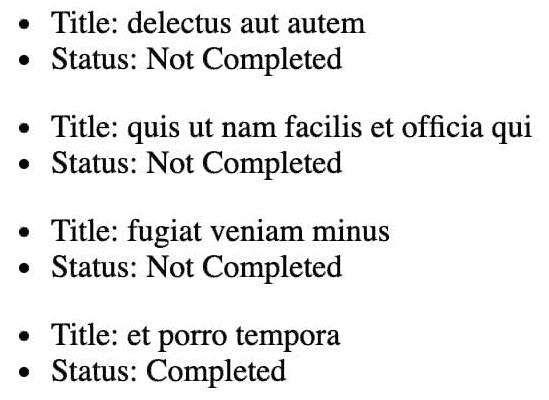 • Title: delectus aut autem
• Status: Not Completed
• Title: quis ut nam facilis et officia qui
• Status: Not Completed
• Title: fugiat veniam minus
• Status: Not Completed
• Title: et porro tempora
• Status: Completed